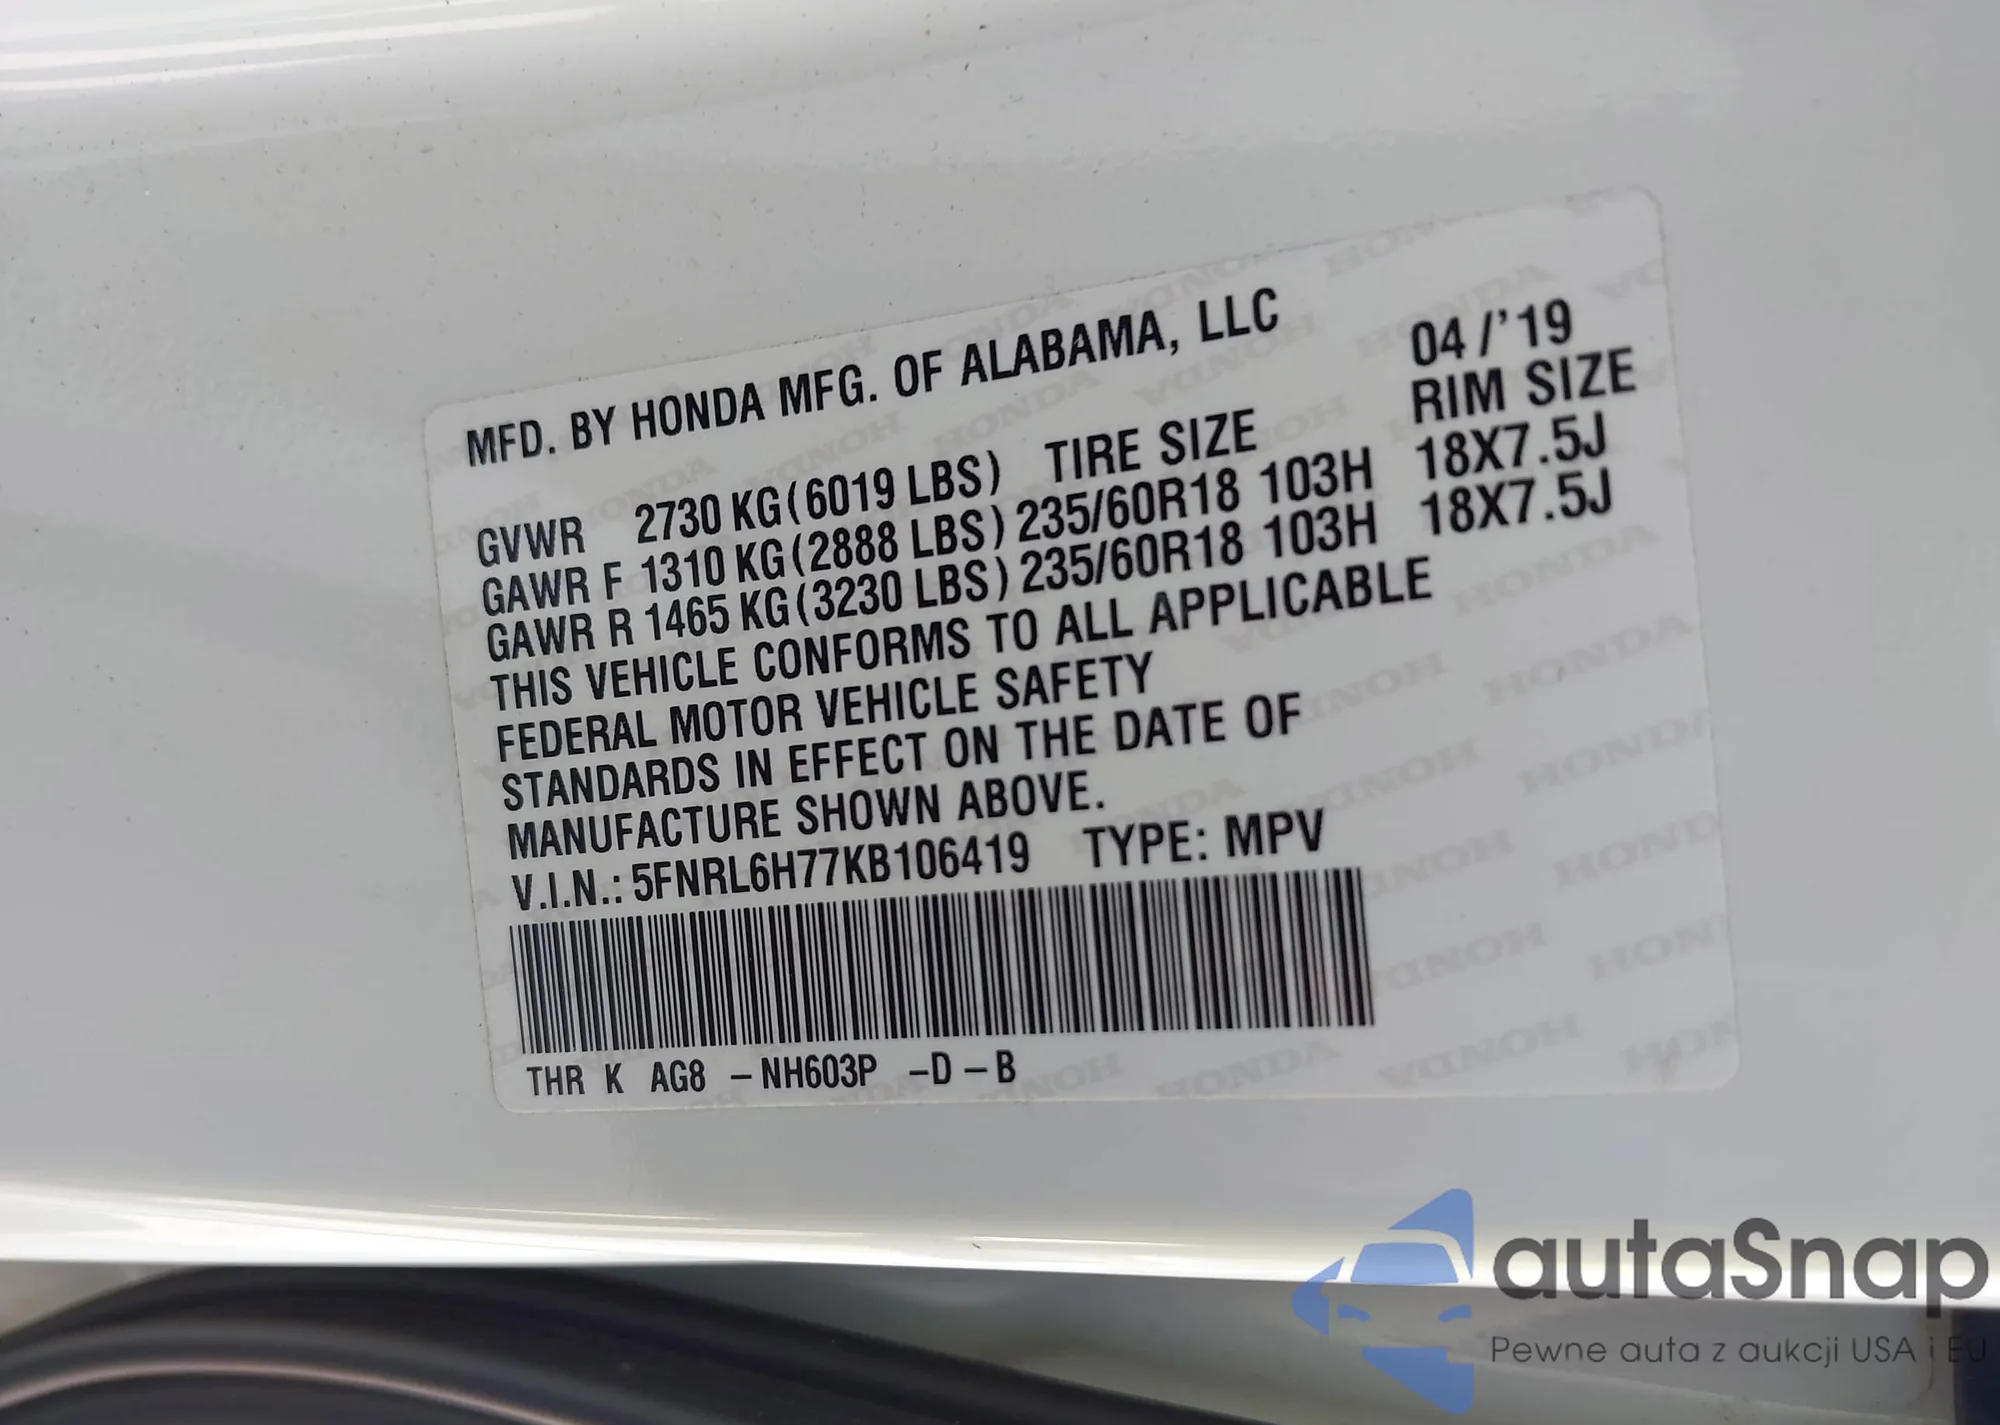 MFD. BY HONDA MFG. OF ALABAMA, LLC 04/'19
GVWR 2730 KG(6019 LBS) TIRE SIZE RIM SIZE
GAWR F 1310 KG(2888 LBS) 235/60R18 103H 18X7.5J
GAWR R 1465 KG(3230 LBS) 235/60R18 103H 18X7.5J
THIS VEHICLE CONFORMS TO ALL APPLICABLE
FEDERAL MOTOR VEHICLE SAFETY
STANDARDS IN EFFECT ON THE DATE OF
MANUFACTURE SHOWN ABOVE.
V.I.N.: 5FNRL6H77KB106419 TYPE: MPV
THR K AG8 -NH603P -D-B
autaSnap
Pewne auta z aukcji USA i EU